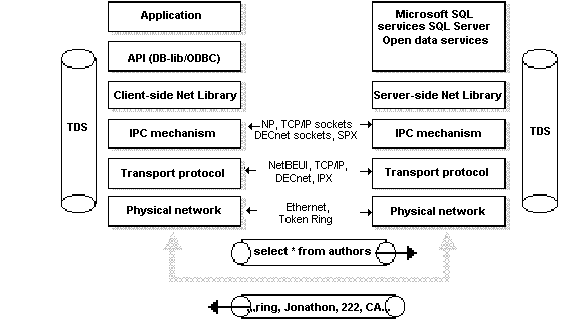 Application
Microsoft SQL
services SQL Server
Open data services
API (DB-lib/ODBC)
Client-side Net Library
Server-side Net Library
TDS
IPC mechanism
NP, TCP/IP sockets
DECnet sockets, SPX
IPC mechanism
TDS
Transport protocol
NetBEUI, TCP/IP,
DECnet, IPX
Transport protocol
Physical network
Ethernet,
Token Ring
Physical network
select * from authors
...ring, Jonathon, 222, CA...